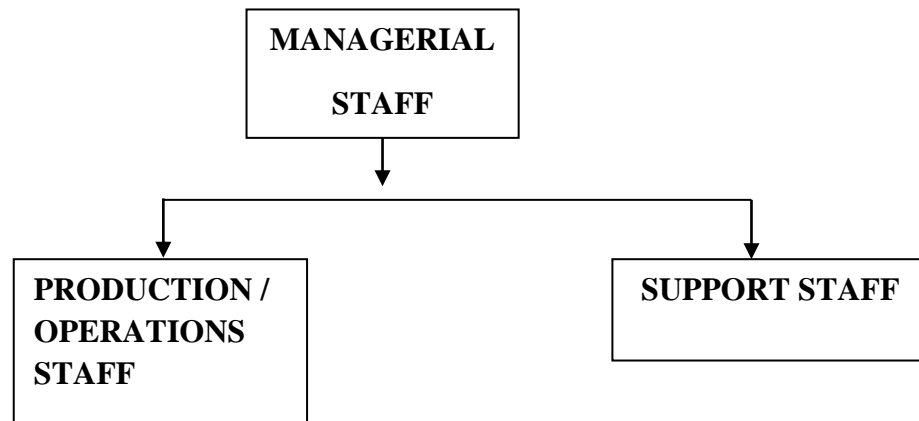 MANAGERIAL
STAFF
PRODUCTION /
OPERATIONS
STAFF
SUPPORT STAFF